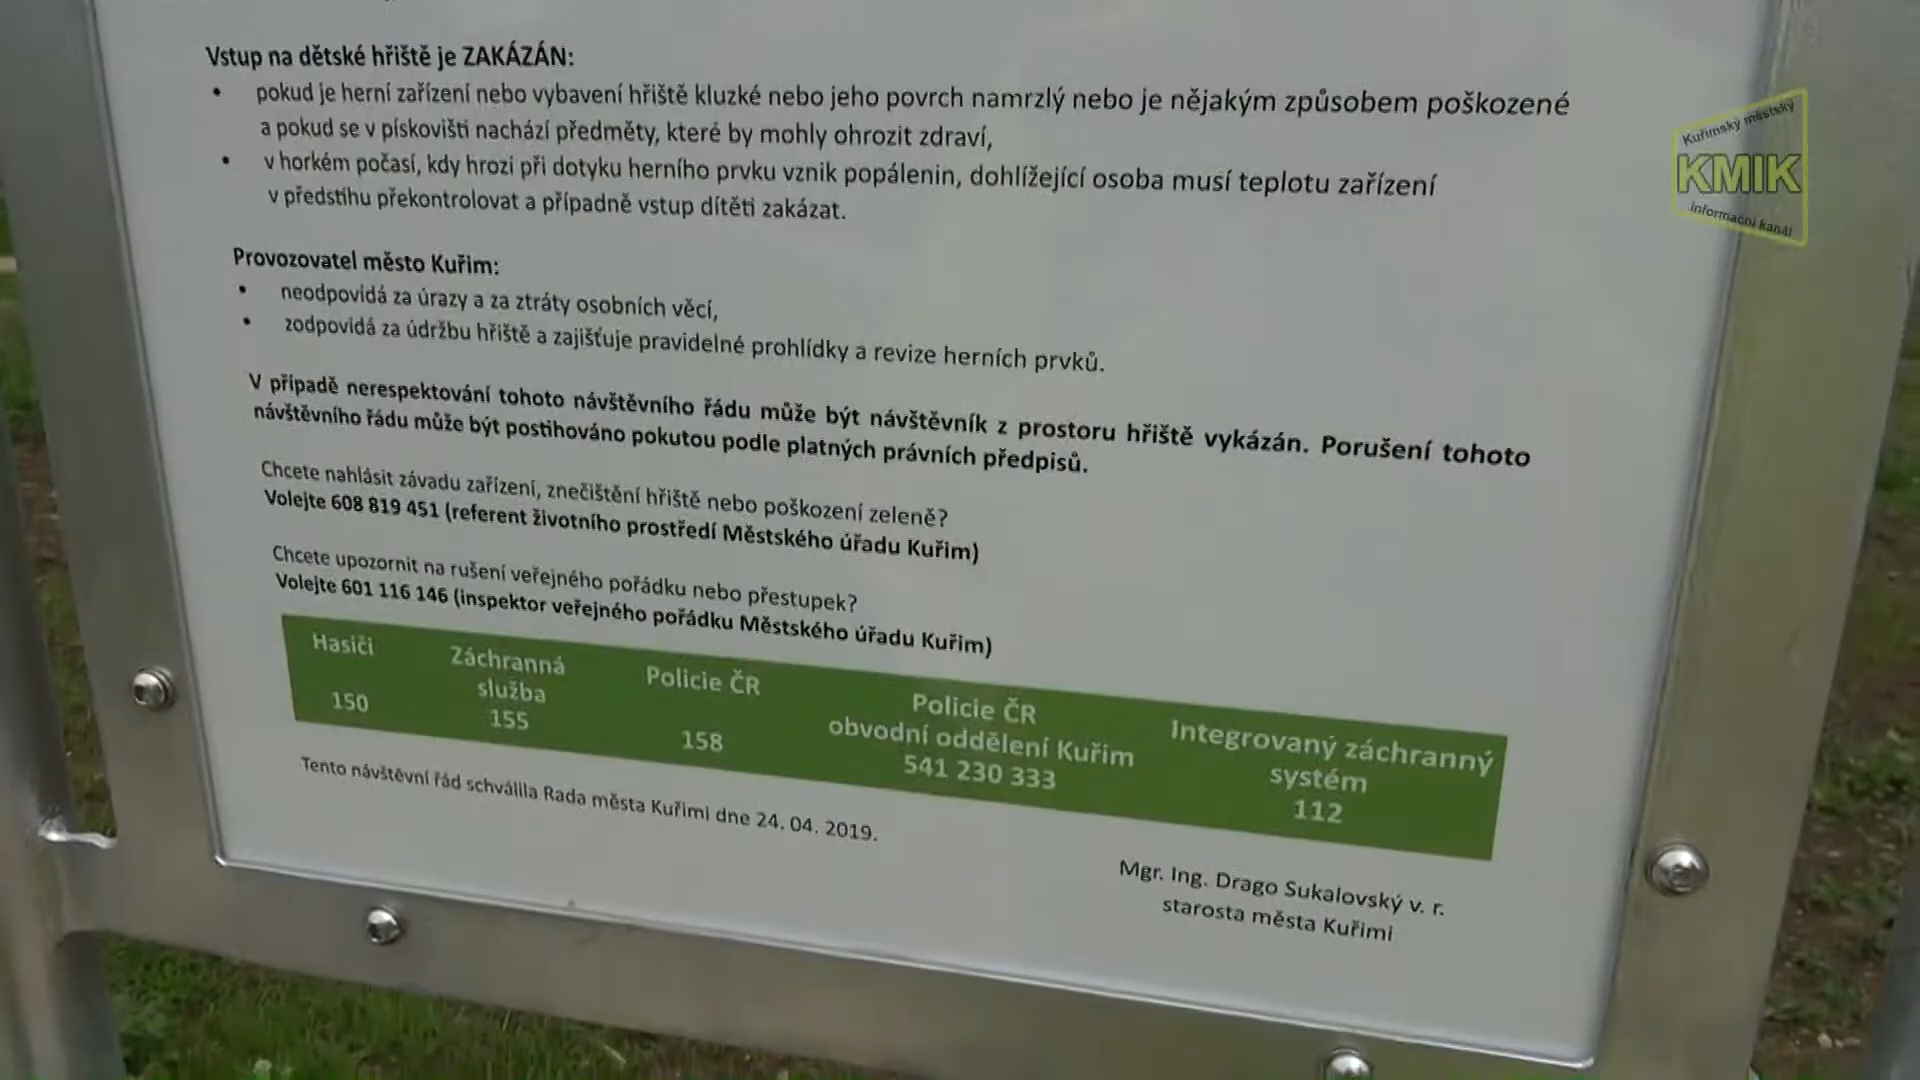 Vstup na dětské hřiště je ZAKÁZÁN:
• pokud je herní zařízení nebo vybavení hřiště kluzké nebo jeho povrch namrzlý nebo je nějakým způsobem poškozené
a pokud se v pískovišti nachází předměty, které by mohly ohrozit zdraví,
• v horkém počasí, kdy hrozi při dotyku herního prvku vznik popálenin, dohlížející osoba musí teplotu zařízení
v předstihu překontrolovat a případně vstup dítěti zakázat.
Provozovatel město Kuřim:
• neodpovídá za úrazy a za ztráty osobních věcí,
• zodpovídá za údržbu hřiště a zajišťuje pravidelné prohlídky a revize herních prvků.
V případě nerespektování tohoto návštěvního řádu může být návštěvník z prostoru hřiště vykázán. Porušení tohoto
návštěvního řádu může být postihováno pokutou podle platných právních předpisů.
Chcete nahlásit závadu zařízení, znečištění hřiště nebo poškození zeleně?
Volejte 608 819 451 (referent životního prostředí Městského úřadu Kuřim)
Chcete upozornit na rušení veřejného pořádku nebo přestupek?
Volejte 601 116 146 (inspektor veřejného pořádku Městského úřadu Kuřim)
Hasiči
150
Záchranná
služba
155
Policie ČR
158
Policie ČR
obvodní oddělení Kuřim
541 230 333
Integrovaný záchranný
systém
112
Tento návštěvní řád schválila Rada města Kuřimi dne 24. 04. 2019.
Mgr. Ing. Drago Sukalovský v. r.
starosta města Kuřimi
Kuřimský městský
KMIK
informační kanál